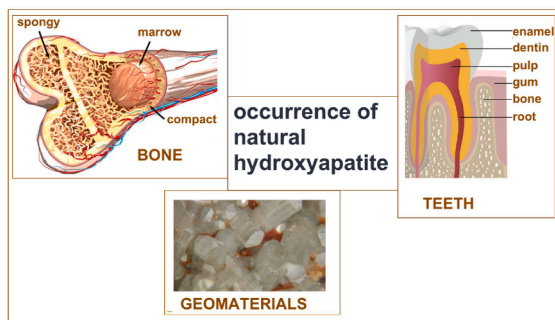 spongy
marrow
compact
BONE
occurrence of
natural
hydroxyapatite
enamel
dentin
pulp
gum
bone
root
TEETH
GEOMATERIALS